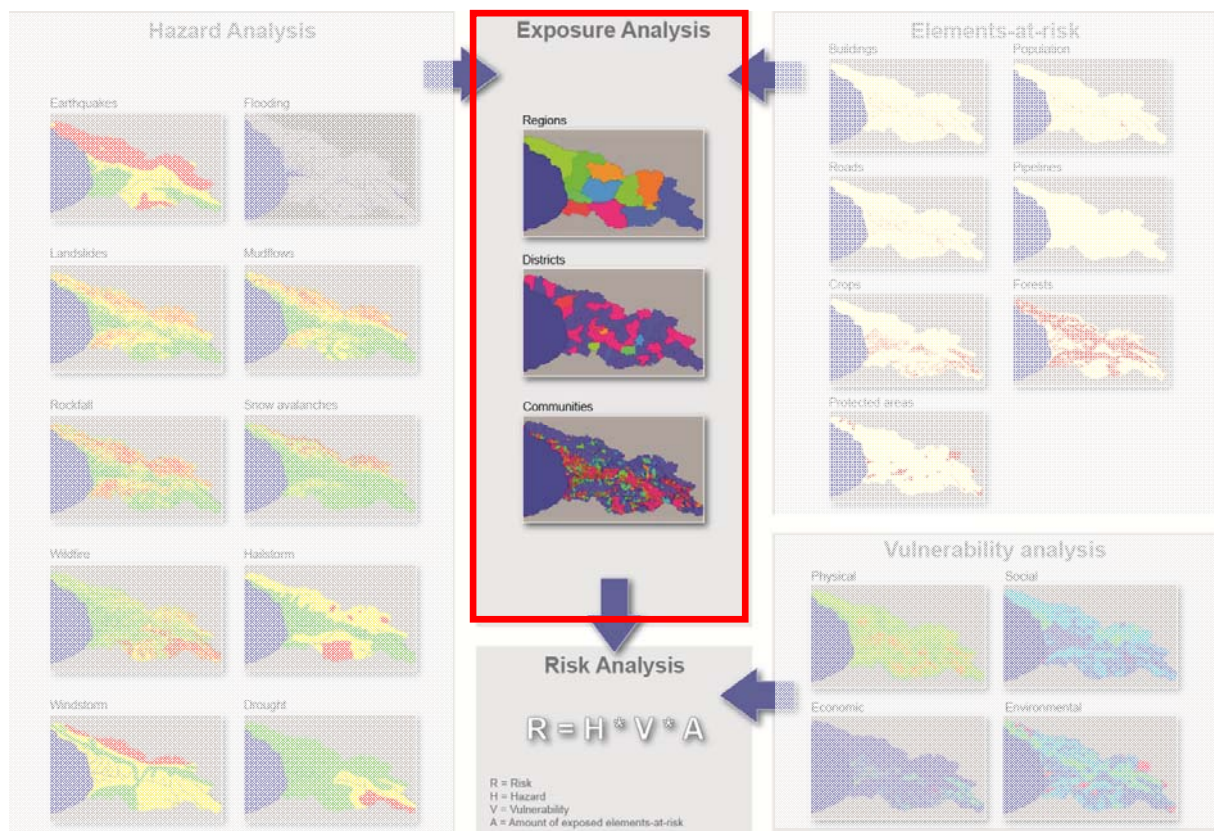 Hazard Analysis
Earthquakes
Flooding
Landslides
Mudflows
Rockfall
Snow avalanches
Wildfire
Hailstorm
Windstorm
Drought
Exposure Analysis
Regions
Districts
Communities
Risk Analysis
R = H * V * A
R = Risk
H = Hazard
V = Vulnerability
A = Amount of exposed elements-at-risk
Elements-at-risk
Buildings
Population
Roads
Pipelines
Crops
Forests
Protected areas
Vulnerability analysis
Physical
Social
Economic
Environmental